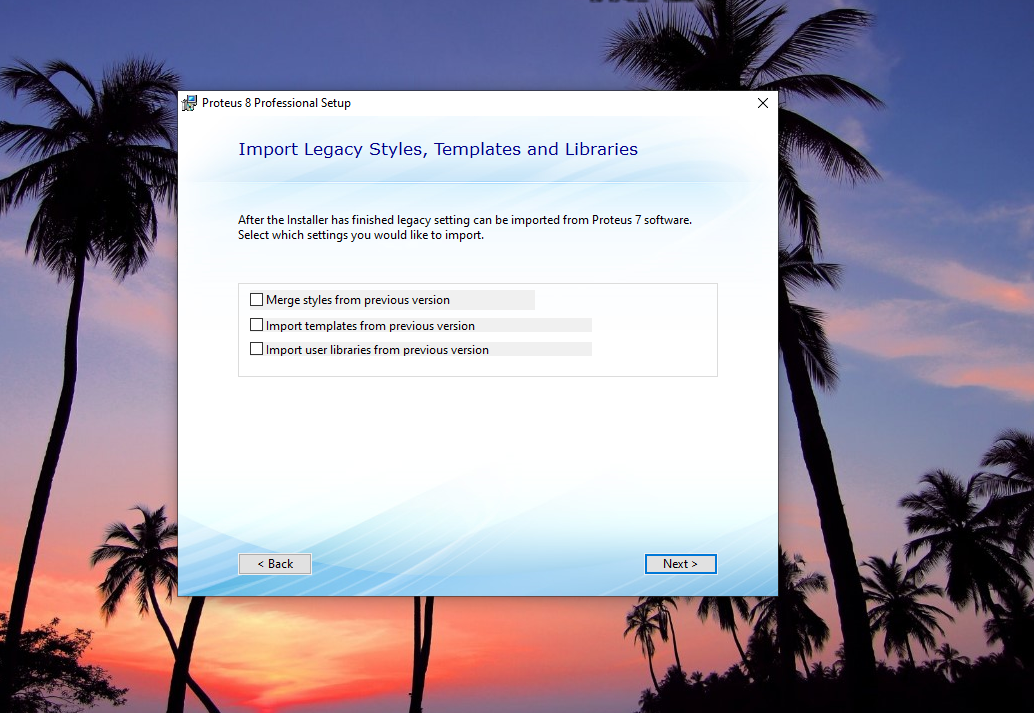 Proteus 8 Professional Setup
Import Legacy Styles, Templates and Libraries
After the Installer has finished legacy setting can be imported from Proteus 7 software.
Select which settings you would like to import.
Merge styles from previous version
Import templates from previous version
Import user libraries from previous version
< Back
Next >